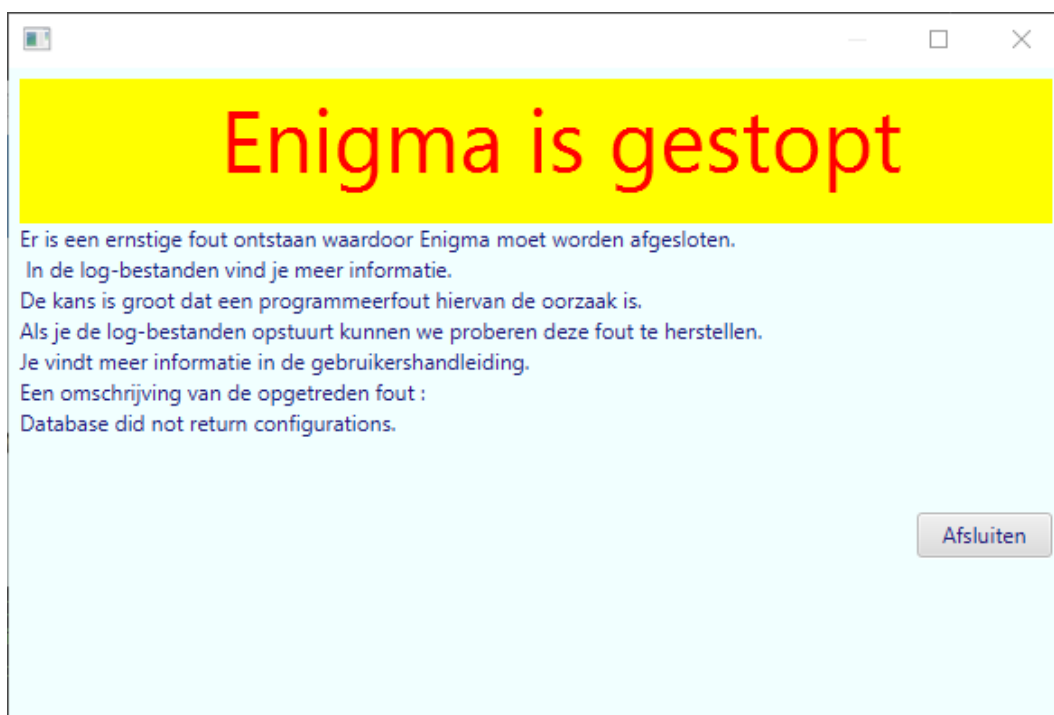 Enigma is gestopt
Er is een ernstige fout ontstaan waardoor Enigma moet worden afgesloten.
In de log-bestanden vind je meer informatie.
De kans is groot dat een programmeerfout hiervan de oorzaak is.
Als je de log-bestanden opstuurt kunnen we proberen deze fout te herstellen.
Je vindt meer informatie in de gebruikershandleiding.
Een omschrijving van de opgetreden fout :
Database did not return configurations.
Afsluiten